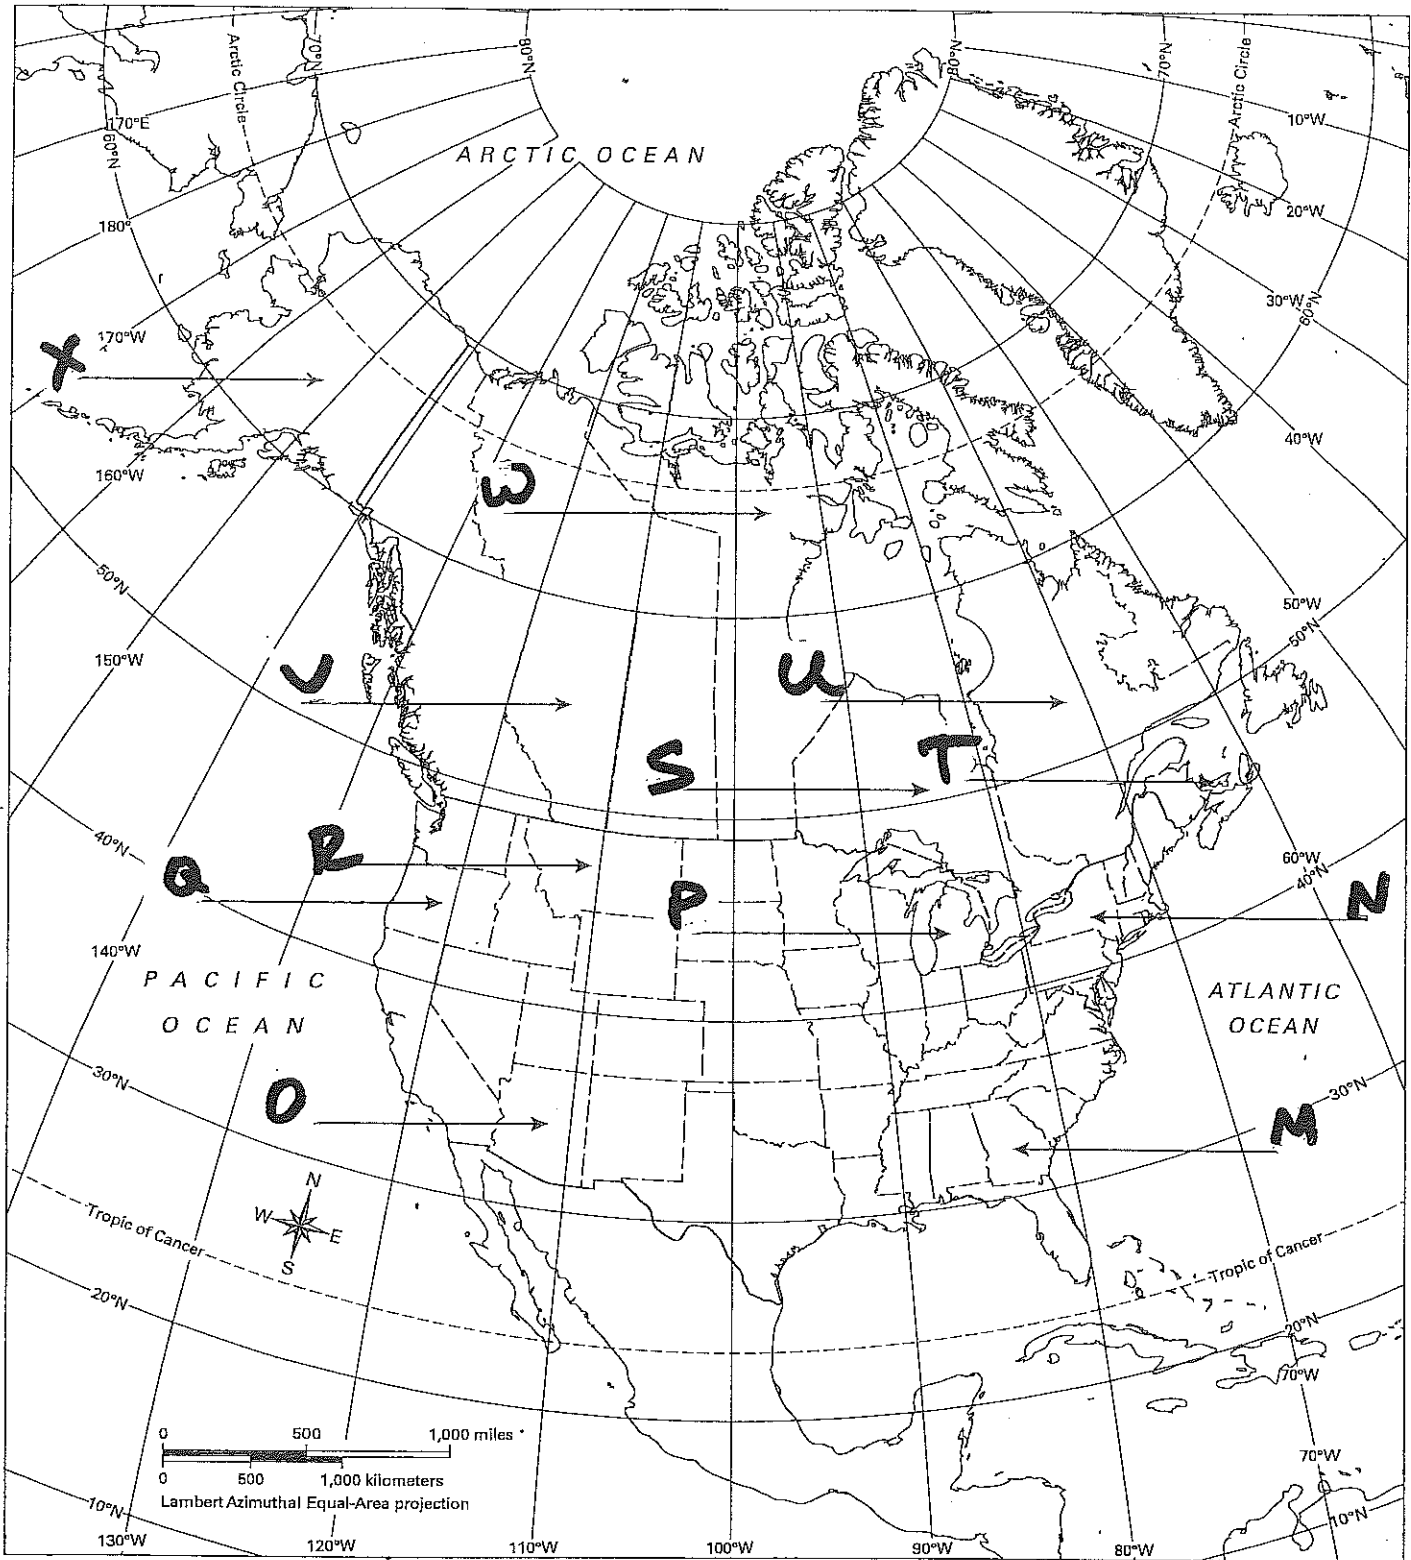 80°N
80°N
70°N
70°N
Arctic Circle
Arctic Circle
170°E
60°N
10°W
ARCTIC OCEAN
20°W
180°
30°W
60°N
170°W
X
40°W
160°W
W
50°N
50°W
50°N
150°W
V
U
S
T
40°N
R
Q
60°W
40°N
P
N
140°W
PACIFIC
OCEAN
ATLANTIC
OCEAN
30°N
30°N
O
M
N
W
E
S
Tropic of Cancer
Tropic of Cancer
20°N
20°N
70°W
0 500 1,000 miles
0 500 1,000 kilometers
Lambert Azimuthal Equal-Area projection
70°W
10°N
10°N
130°W 120°W 110°W 100°W 90°W 80°W